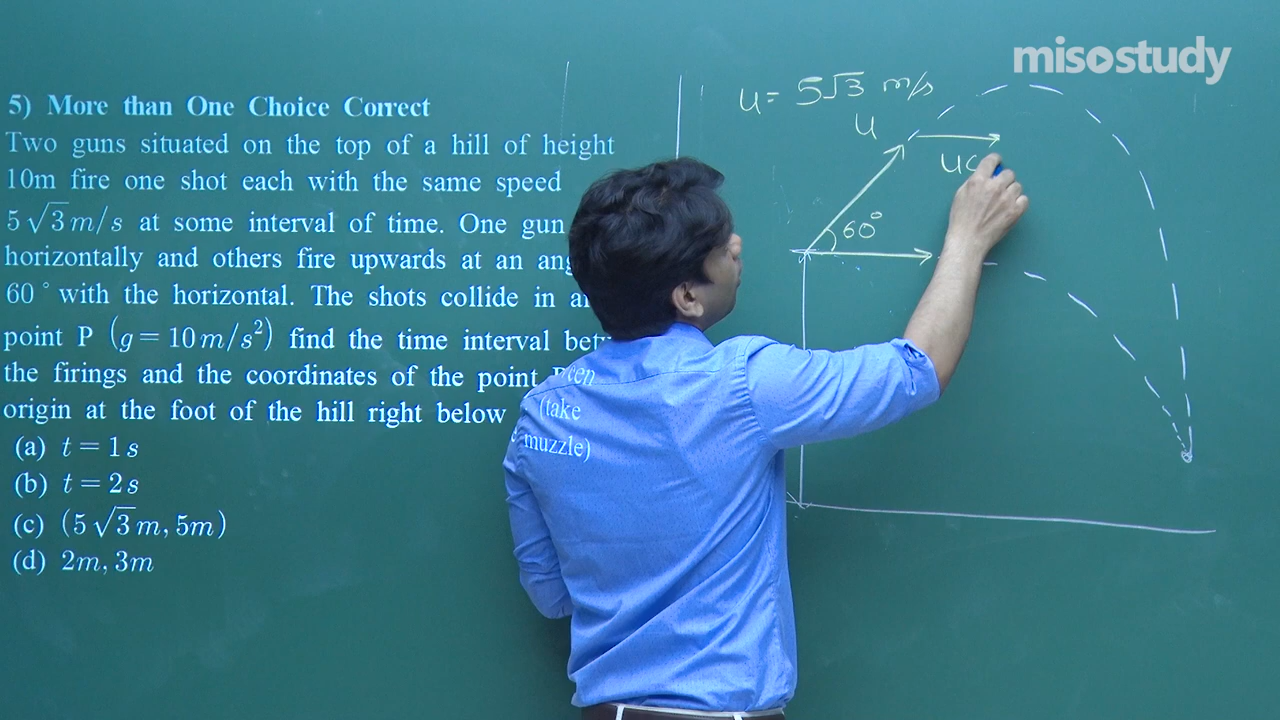 misostudy
5) More than One Choice Correct
Two guns situated on the top of a hill of height
10m fire one shot each with the same speed
5√3 m/s at some interval of time. One gun
horizontally and others fire upwards at an
60° with the horizontal. The shots collide in
point P (g = 10 m/s²) find the time interval
the firings and the coordinates of the point
(take
origin at the foot of the hill right below
muzzle)
(a) t = 1 s
(b) t = 2 s
(c) (5√3 m, 5m)
(d) 2m, 3m
u = 5√3 m/s
u
uc
60°